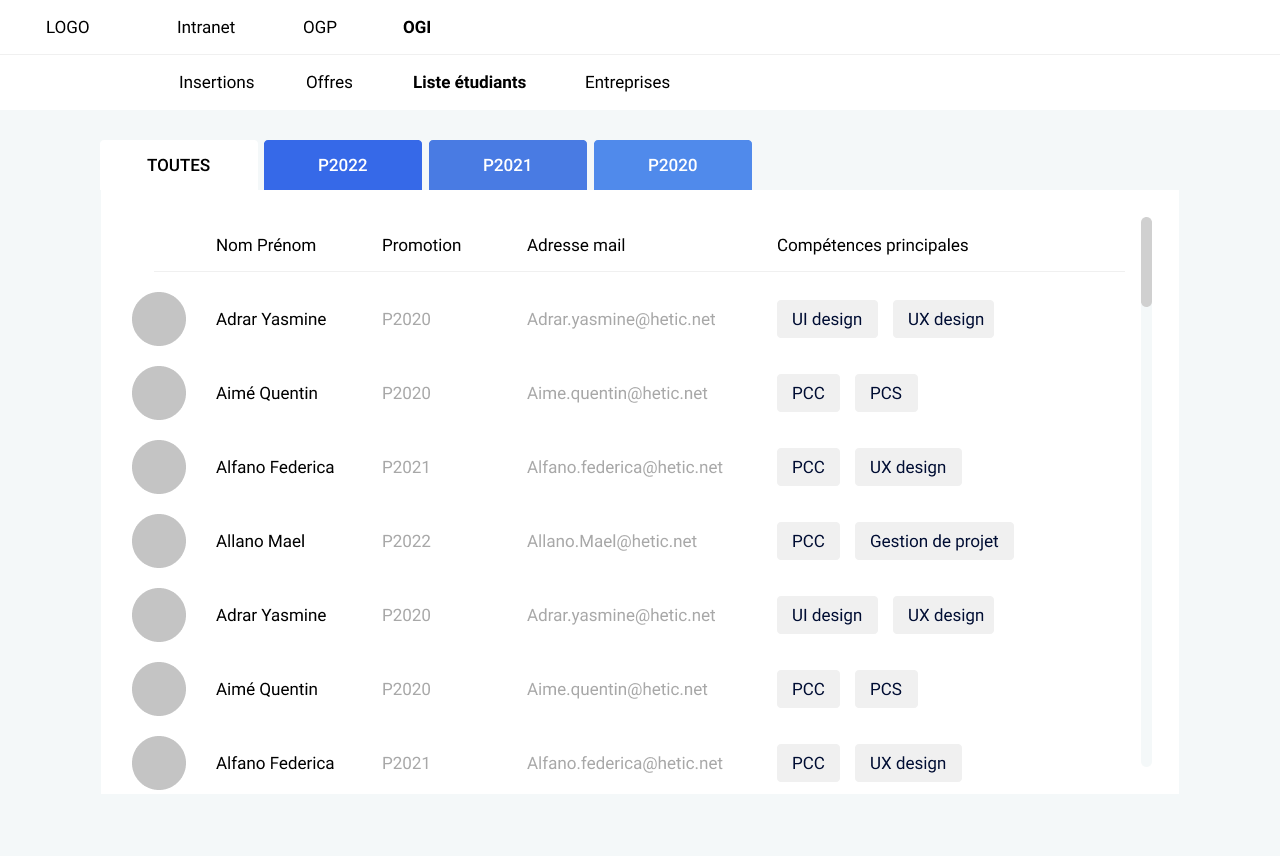 LOGO Intranet OGP OGI
Insertions Offres Liste étudiants Entreprises
TOUTES P2022 P2021 P2020
Nom Prénom Promotion Adresse mail Compétences principales
Adrar Yasmine P2020 Adrar.yasmine@hetic.net UI design UX design
Aimé Quentin P2020 Aime.quentin@hetic.net PCC PCS
Alfano Federica P2021 Alfano.federica@hetic.net PCC UX design
Allano Mael P2022 Allano.Mael@hetic.net PCC Gestion de projet
Adrar Yasmine P2020 Adrar.yasmine@hetic.net UI design UX design
Aimé Quentin P2020 Aime.quentin@hetic.net PCC PCS
Alfano Federica P2021 Alfano.federica@hetic.net PCC UX design